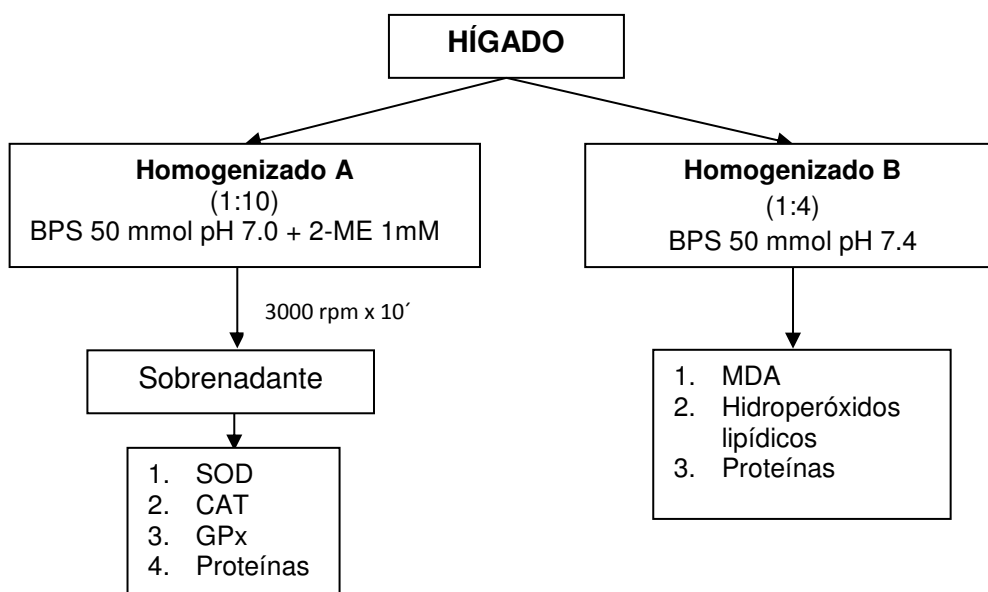 HÍGADO
Homogenizado A
(1:10)
BPS 50 mmol pH 7.0 + 2-ME 1mM
Homogenizado B
(1:4)
BPS 50 mmol pH 7.4
3000 rpm x 10´
Sobrenadante
1. SOD
2. CAT
3. GPx
4. Proteínas
1. MDA
2. Hidroperóxidos
lipídicos
3. Proteínas